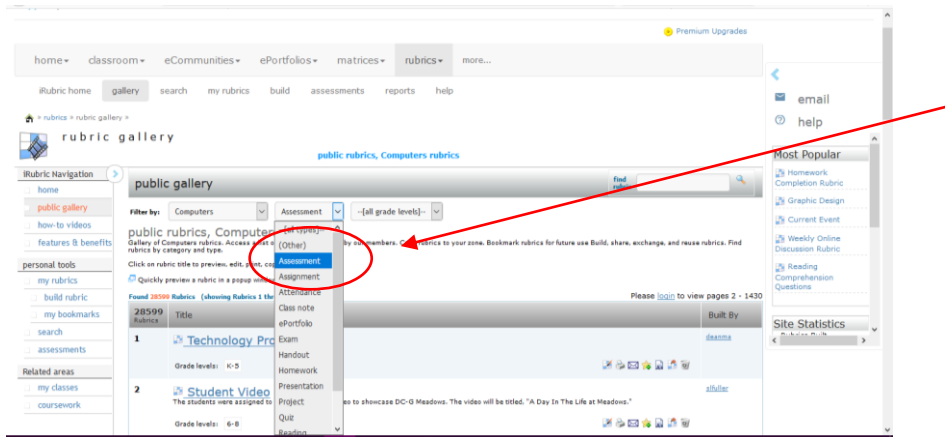 Premium Upgrades
home classroom eCommunities ePortfolios matrices rubrics more...
iRubric home gallery search my rubrics build assessments reports help
email
help
» rubrics » rubric gallery »
rubric gallery
public rubrics, Computers rubrics
Most Popular
Homework Completion Rubric
Graphic Design
Current Event
Weekly Online Discussion Rubric
Reading Comprehension Questions
Site Statistics
iRubric Navigation
home
public gallery
how-to videos
features & benefits
personal tools
my rubrics
build rubric
my bookmarks
search
assessments
Related areas
my classes
coursework
public gallery
find rubric
Filter by: Computers Assessment --[all grade levels]--
(Other)
Assessment
Assignment
Attendance
Class note
ePortfolio
Exam
Handout
Homework
Presentation
Project
Quiz
Reading
public rubrics, Computer
Gallery of Computers rubrics. Access by our members. to your zone. Bookmark rubrics for future use Build, share, exchange, and reuse rubrics. Find
rubrics by category and type.
Click on rubric title to preview, edit, print,
Quickly preview a rubric in a popup
Found 28599 Rubrics (showing Rubrics 1
Please login to view pages 2 - 1430
28599 Rubrics Title Built By
1 Technology Pro deanna
Grade levels: K-5
2 Student Video slfuller
The students were assigned to to showcase DC-G Meadows. The video will be titled. "A Day In The Life at Meadows."
Grade levels: 6-8